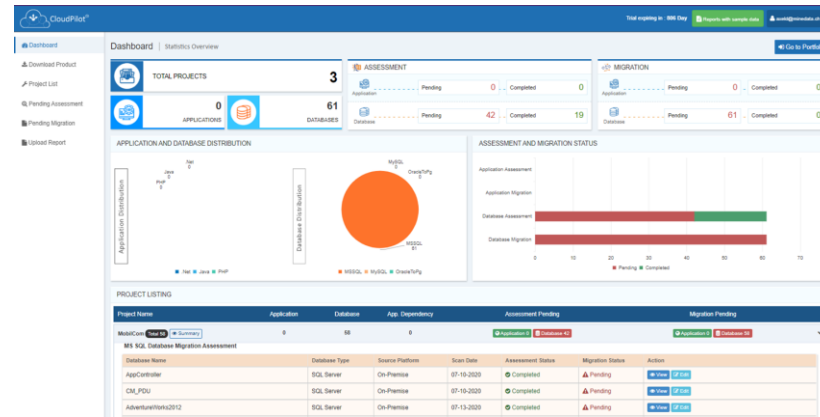 CloudPilot
Trial expiring in : 696 Day
Reports with sample data
Dashboard
Download Product
Project List
Pending Assessment
Pending Migration
Upload Report
Dashboard | Statistics Overview
Go to Portfol
TOTAL PROJECTS 3
0
APPLICATIONS
61
DATABASES
ASSESSMENT
Application Pending 0 Completed 0
Database Pending 42 Completed 19
MIGRATION
Application Pending 0 Completed 0
Database Pending 61 Completed 0
APPLICATION AND DATABASE DISTRIBUTION
Application Distribution
.Net
0
Java
0
PHP
0
.Net Java PHP
Database Distribution
MySQL
0
OracleToPg
0
MSSQL
61
MSSQL MySQL OracleToPg
ASSESSMENT AND MIGRATION STATUS
Application Assessment
Application Migration
Database Assessment
Database Migration
0 10 20 30 40 50 60 70
Pending Completed
PROJECT LISTING
Project Name Application Database App. Dependency Assessment Pending Migration Pending
MobilCom Total 58 Summary 0 58 0 Application 0 Database 42 Application 0 Database 58
MS SQL Database Migration Assessment
Database Name Database Type Source Platform Scan Date Assessment Status Migration Status Action
AppController SQL Server On-Premise 07-10-2020 Completed Pending View Edit
CM_PDU SQL Server On-Premise 07-10-2020 Completed Pending View Edit
AdventureWorks2012 SQL Server On-Premise 07-13-2020 Completed Pending View Edit